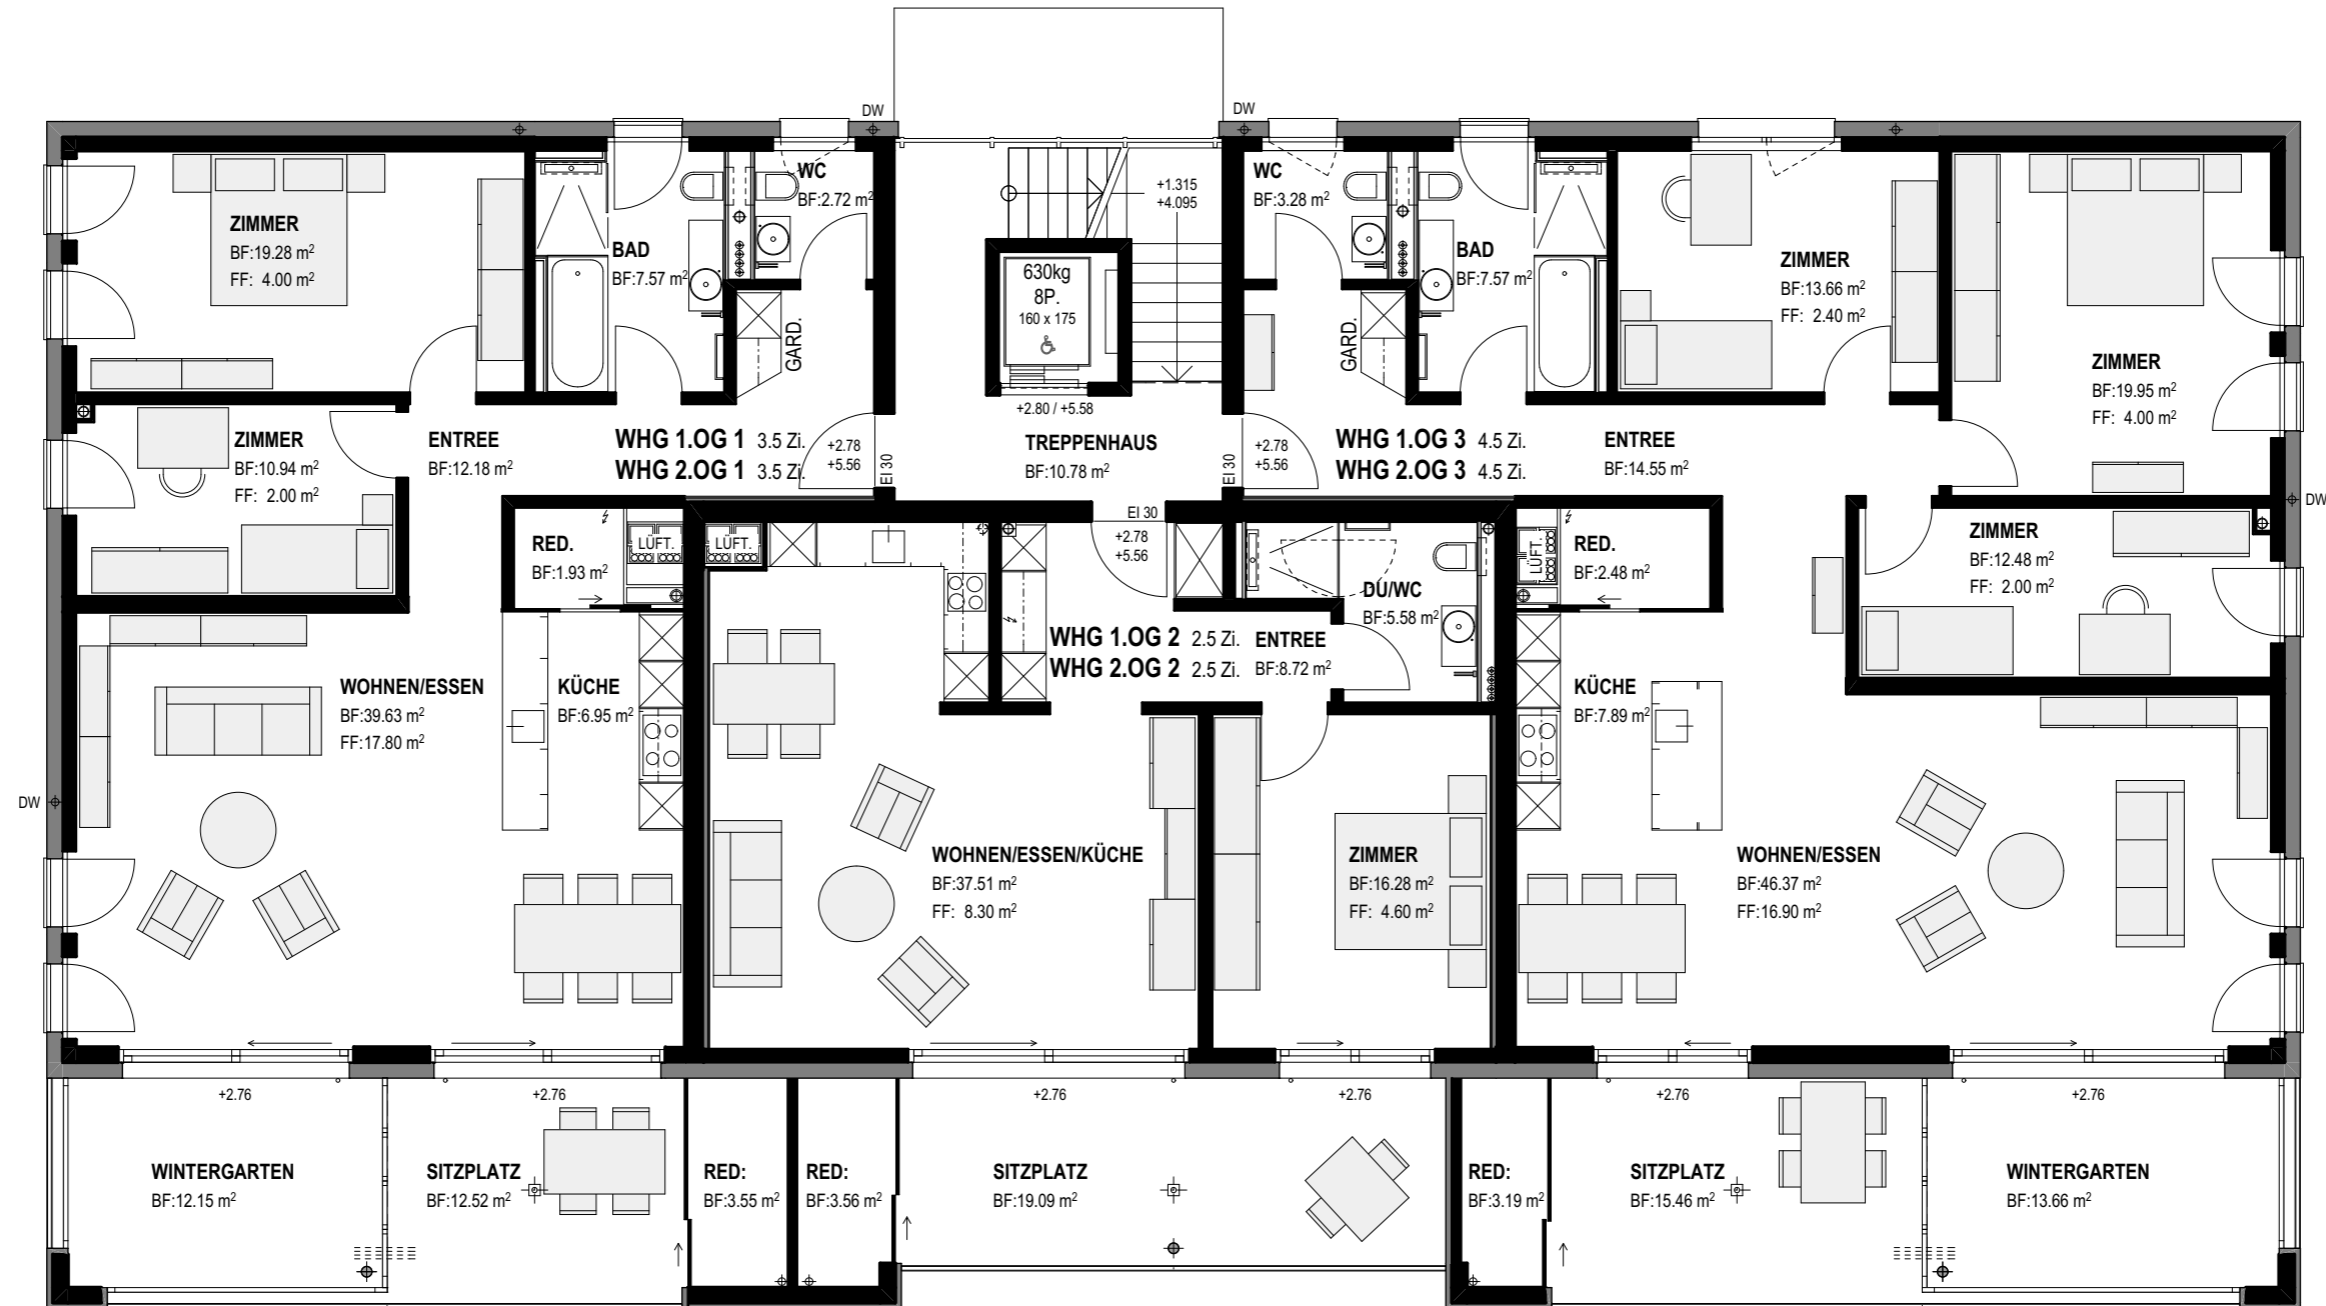 DW
DW
WC
BF:2.72 m²
+1.315
+4.095
WC
BF:3.28 m²
ZIMMER
BF:19.28 m²
FF: 4.00 m²
BAD
BF:7.57 m²
630kg
8P.
160 x 175
BAD
BF:7.57 m²
ZIMMER
BF:13.66 m²
FF: 2.40 m²
GARD.
GARD.
ZIMMER
BF:19.95 m²
FF: 4.00 m²
+2.80 / +5.58
ZIMMER
BF:10.94 m²
FF: 2.00 m²
ENTREE
BF:12.18 m²
WHG 1.OG 1 3.5 Zi.
WHG 2.OG 1 3.5 Zi.
+2.78
+5.56
EI 30
TREPPENHAUS
BF:10.78 m²
EI 30
+2.78
+5.56
WHG 1.OG 3 4.5 Zi.
WHG 2.OG 3 4.5 Zi.
ENTREE
BF:14.55 m²
DW
EI 30
+2.78
+5.56
RED.
BF:1.93 m²
LÜFT.
LÜFT.
LÜFT.
RED.
BF:2.48 m²
ZIMMER
BF:12.48 m²
FF: 2.00 m²
DU/WC
BF:5.58 m²
WHG 1.OG 2 2.5 Zi.
WHG 2.OG 2 2.5 Zi.
ENTREE
BF:8.72 m²
WOHNEN/ESSEN
BF:39.63 m²
FF:17.80 m²
KÜCHE
BF:6.95 m²
KÜCHE
BF:7.89 m²
DW
WOHNEN/ESSEN/KÜCHE
BF:37.51 m²
FF: 8.30 m²
ZIMMER
BF:16.28 m²
FF: 4.60 m²
WOHNEN/ESSEN
BF:46.37 m²
FF:16.90 m²
+2.76
+2.76
+2.76
+2.76
+2.76
+2.76
WINTERGARTEN
BF:12.15 m²
SITZPLATZ
BF:12.52 m²
RED:
BF:3.55 m²
RED:
BF:3.56 m²
SITZPLATZ
BF:19.09 m²
RED:
BF:3.19 m²
SITZPLATZ
BF:15.46 m²
WINTERGARTEN
BF:13.66 m²